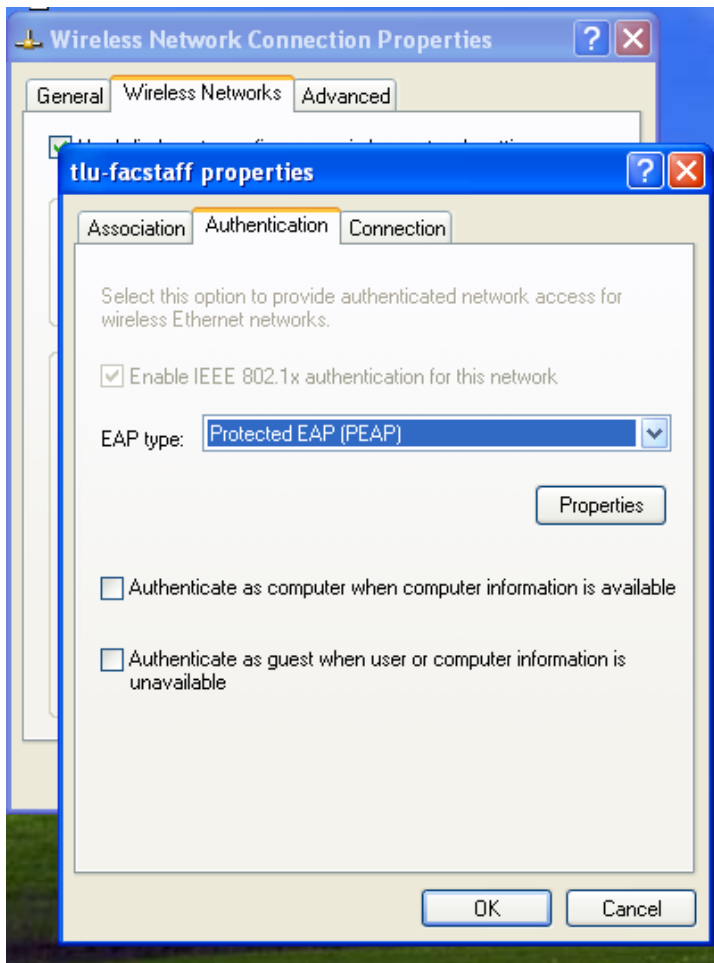 Wireless Network Connection Properties
General
Wireless Networks
Advanced
tlu-facstaff properties
Association
Authentication
Connection
Select this option to provide authenticated network access for
wireless Ethernet networks.
Enable IEEE 802.1x authentication for this network
EAP type:
Protected EAP (PEAP)
Properties
Authenticate as computer when computer information is available
Authenticate as guest when user or computer information is
unavailable
OK
Cancel